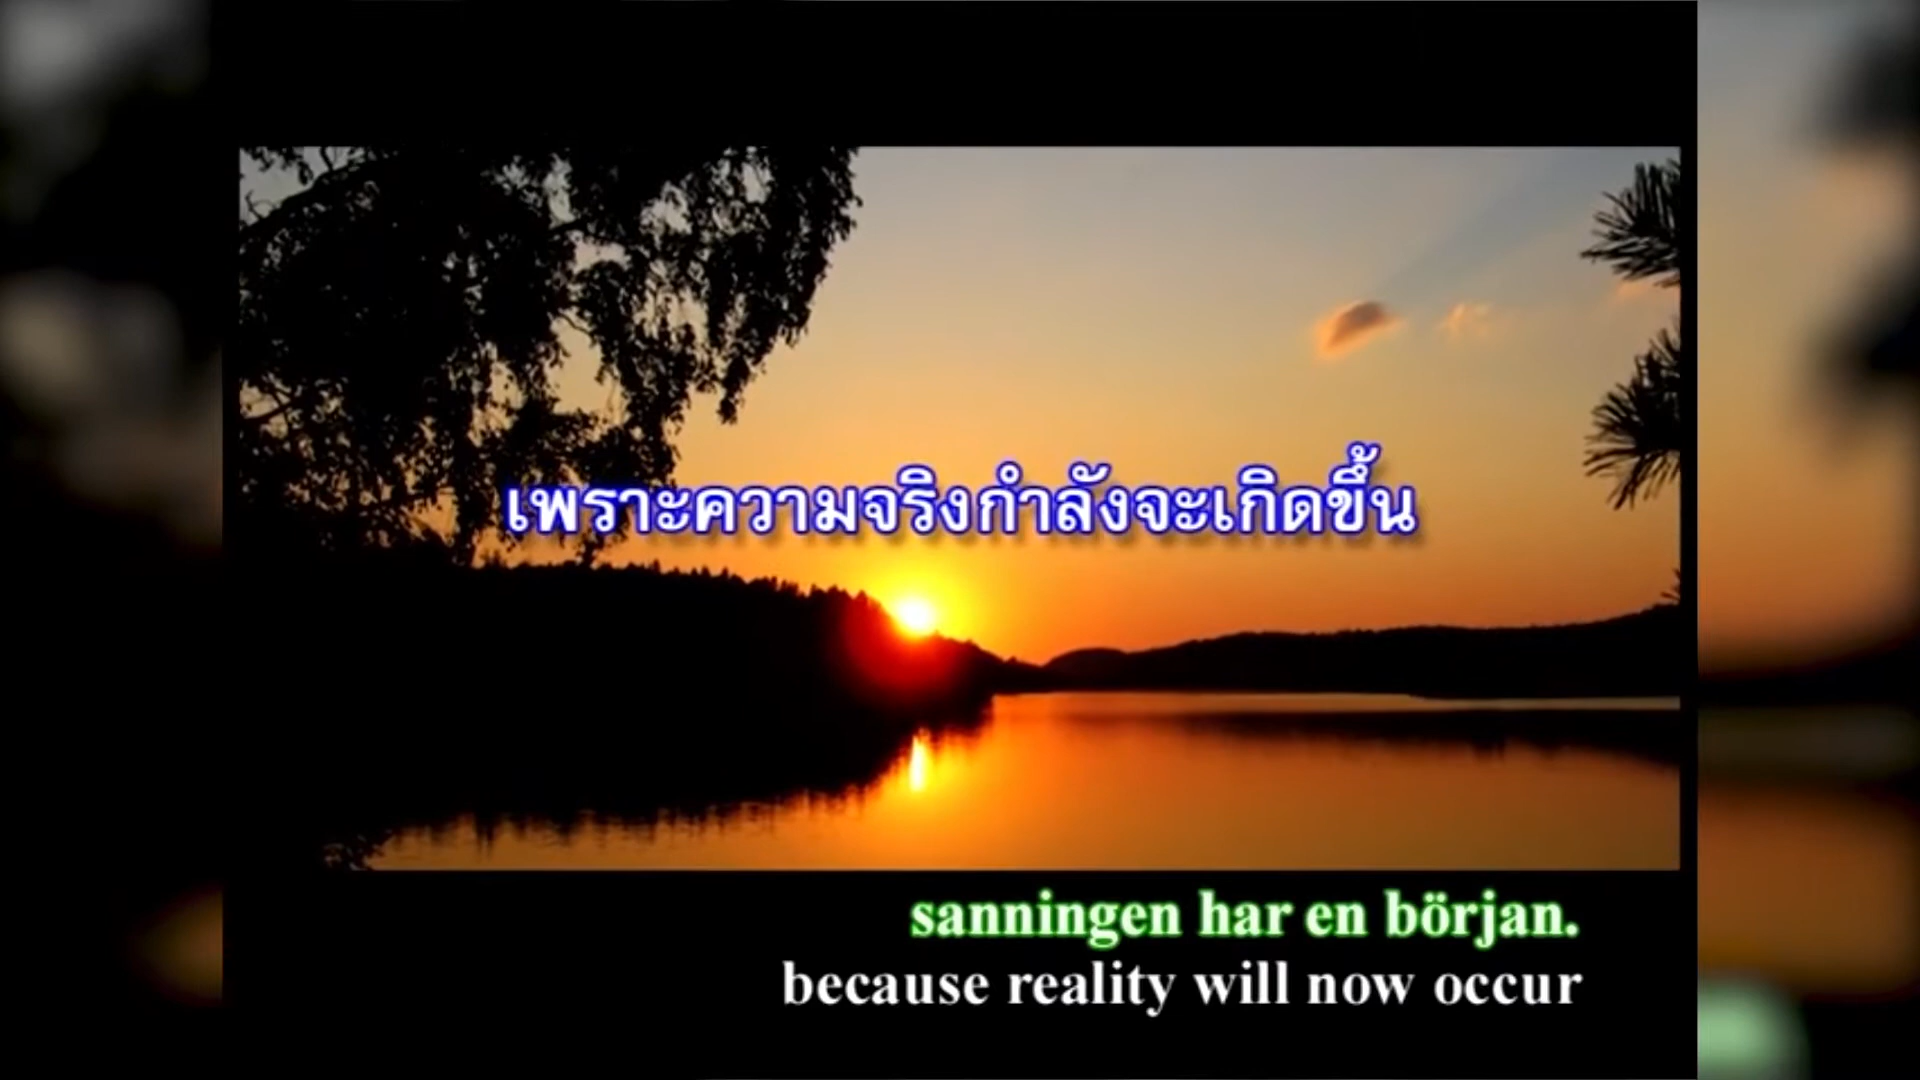 เพราะความจริงกำลังจะเกิดขึ้น
sanningen har en början.
because reality will now occur